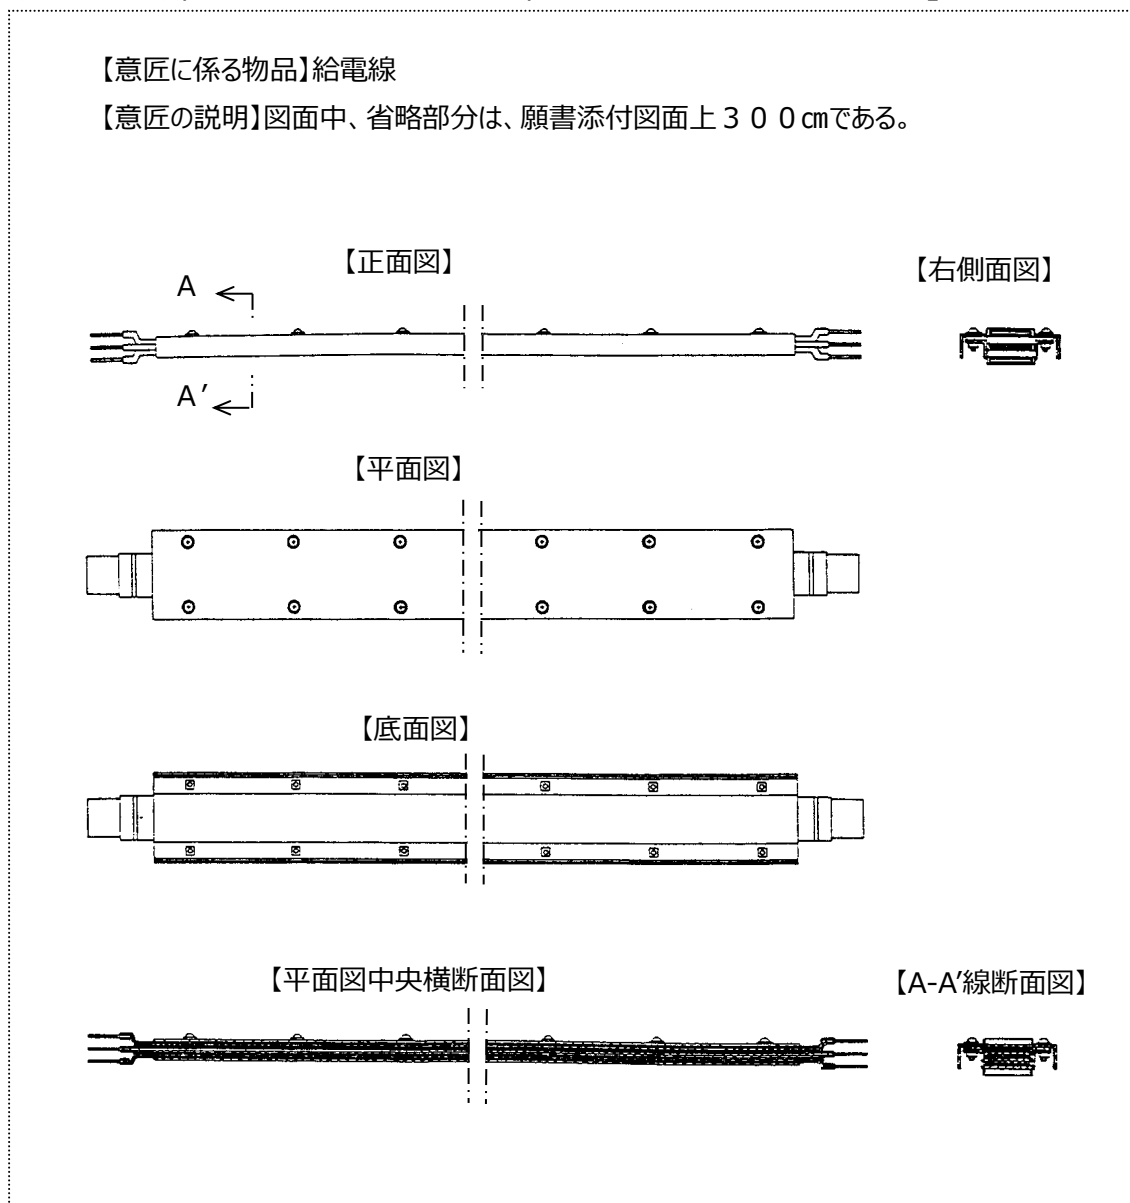 【意匠に係る物品】給電線
【意匠の説明】図面中、省略部分は、願書添付図面上３００㎝である。
【正面図】
【右側面図】
A
A′
【平面図】
【底面図】
【平面図中央横断面図】
【A-A′線断面図】